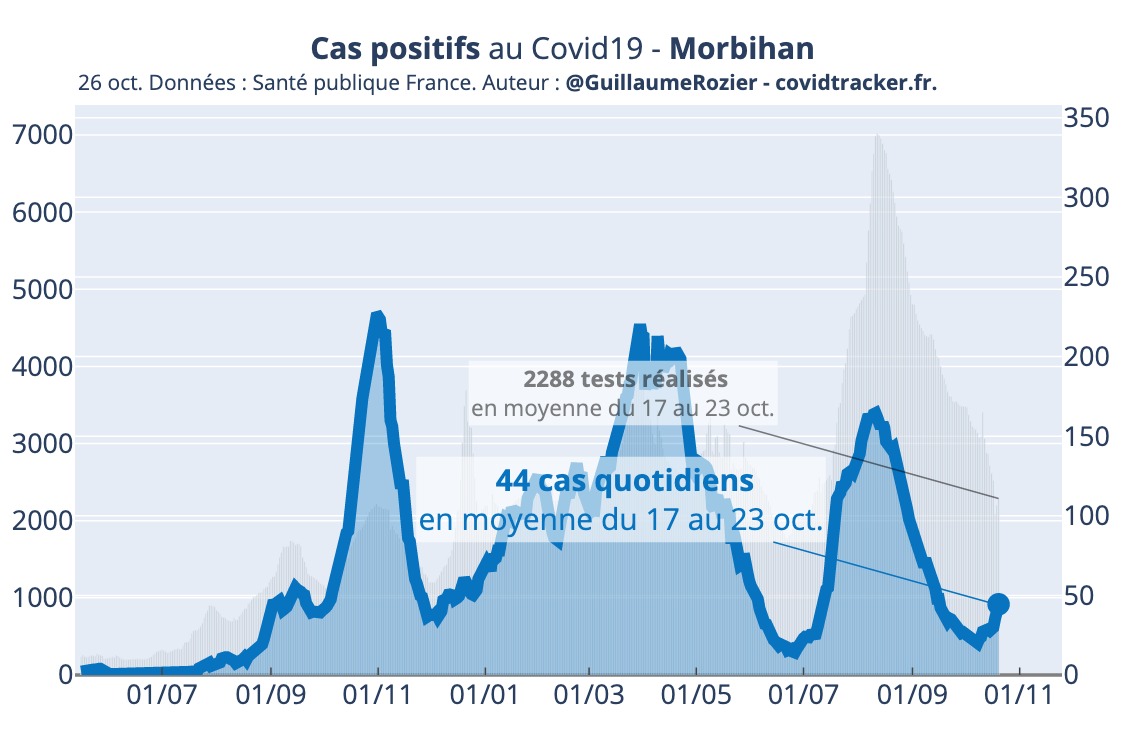 Cas positifs au Covid19 - Morbihan
26 oct. Données : Santé publique France. Auteur : @GuillaumeRozier - covidtracker.fr.
7000
6000
5000
4000
3000
2000
1000
0
350
300
250
200
150
100
50
0
2288 tests réalisés
en moyenne du 17 au 23 oct.
44 cas quotidiens
en moyenne du 17 au 23 oct.
01/07 01/09 01/11 01/01 01/03 01/05 01/07 01/09 01/11